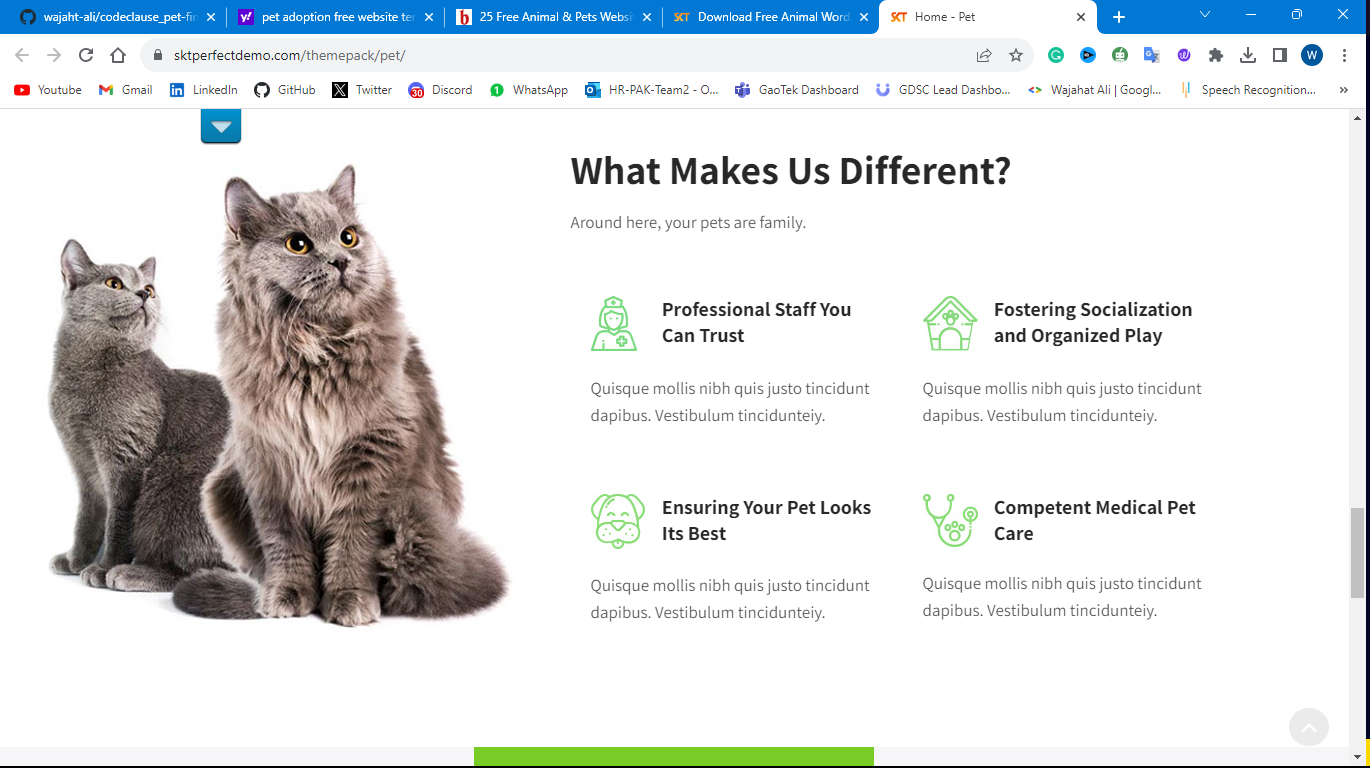 wajaht-ali/codeclause_pet-fin
pet adoption free website ter
25 Free Animal & Pets Websi
SKT Download Free Animal Word
SKT Home - Pet
sktperfectdemo.com/themepack/pet/
W
Youtube
Gmail
LinkedIn
GitHub
Twitter
30 Discord
1 WhatsApp
HR-PAK-Team2 - O...
GaoTek Dashboard
GDSC Lead Dashbo...
Wajahat Ali | Googl...
Speech Recognition...
What Makes Us Different?
Around here, your pets are family.
Professional Staff You
Can Trust
Quisque mollis nibh quis justo tincidunt
dapibus. Vestibulum tincidunteiy.
Fostering Socialization
and Organized Play
Quisque mollis nibh quis justo tincidunt
dapibus. Vestibulum tincidunteiy.
Ensuring Your Pet Looks
Its Best
Quisque mollis nibh quis justo tincidunt
dapibus. Vestibulum tincidunteiy.
Competent Medical Pet
Care
Quisque mollis nibh quis justo tincidunt
dapibus. Vestibulum tincidunteiy.